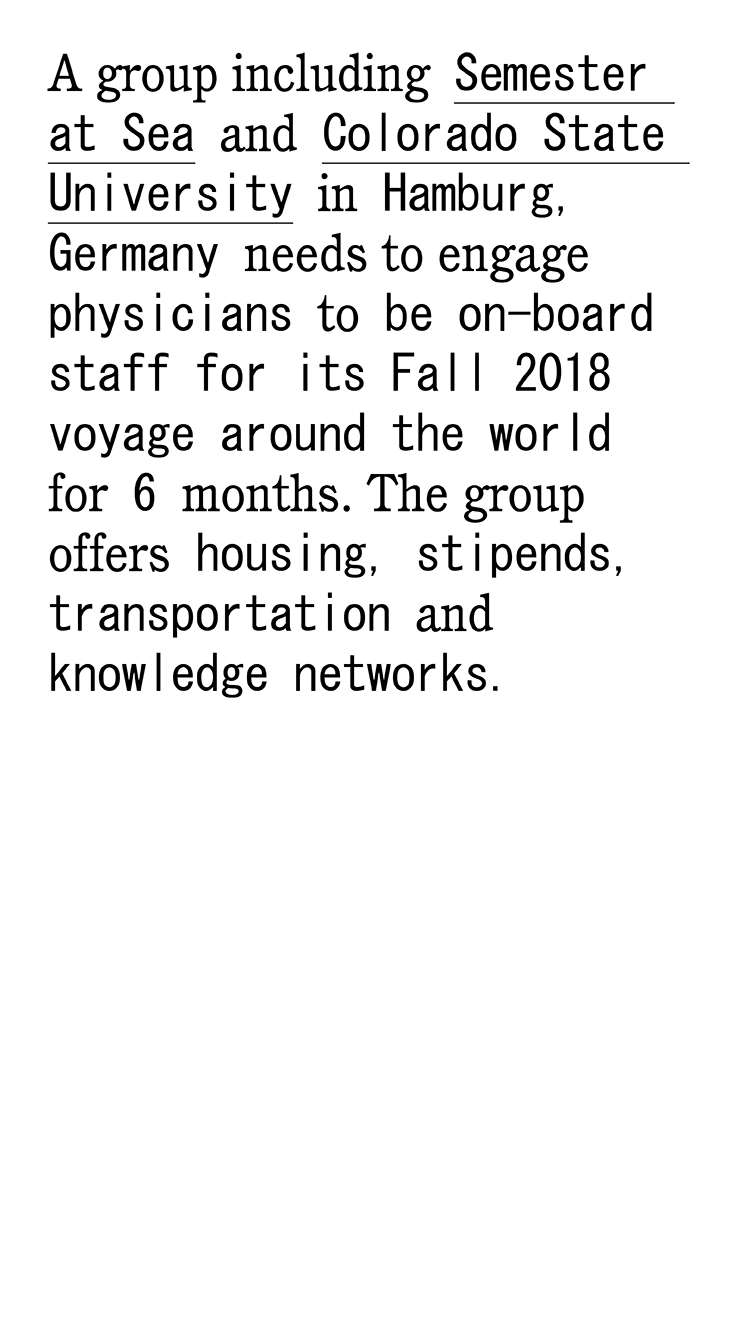 A group including Semester
at Sea and Colorado State
University in Hamburg,
Germany needs to engage
physicians to be on-board
staff for its Fall 2018
voyage around the world
for 6 months. The group
offers housing, stipends,
transportation and
knowledge networks.